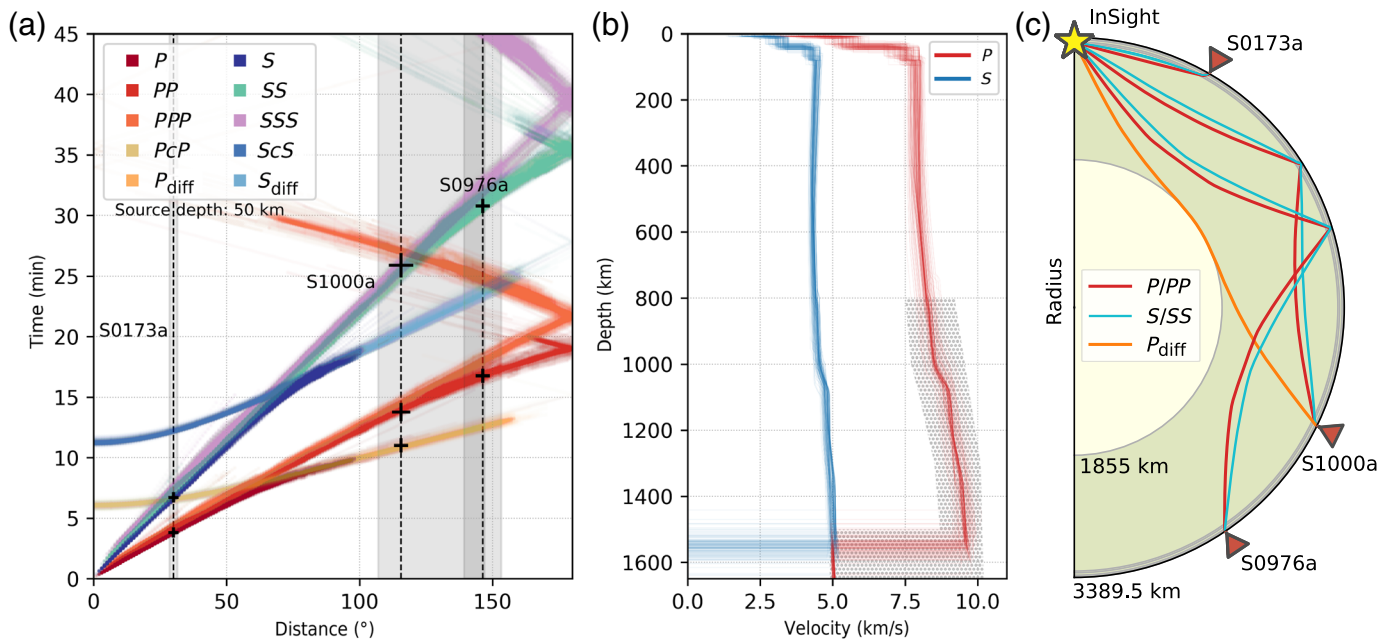 (a)
45
40
35
30
25
20
15
10
5
0
Time (min)
P
PP
PPP
PcP
Pdiff
S
SS
SSS
ScS
Sdiff
Source depth: 50 km
S0976a
S1000a
S0173a
0
50
100
150
Distance (°)
(b)
0
200
400
600
800
1000
1200
1400
1600
Depth (km)
P
S
0.0
2.5
5.0
7.5
10.0
Velocity (km/s)
(c)
InSight
S0173a
Radius
P/PP
S/SS
Pdiff
1855 km
S1000a
S0976a
3389.5 km